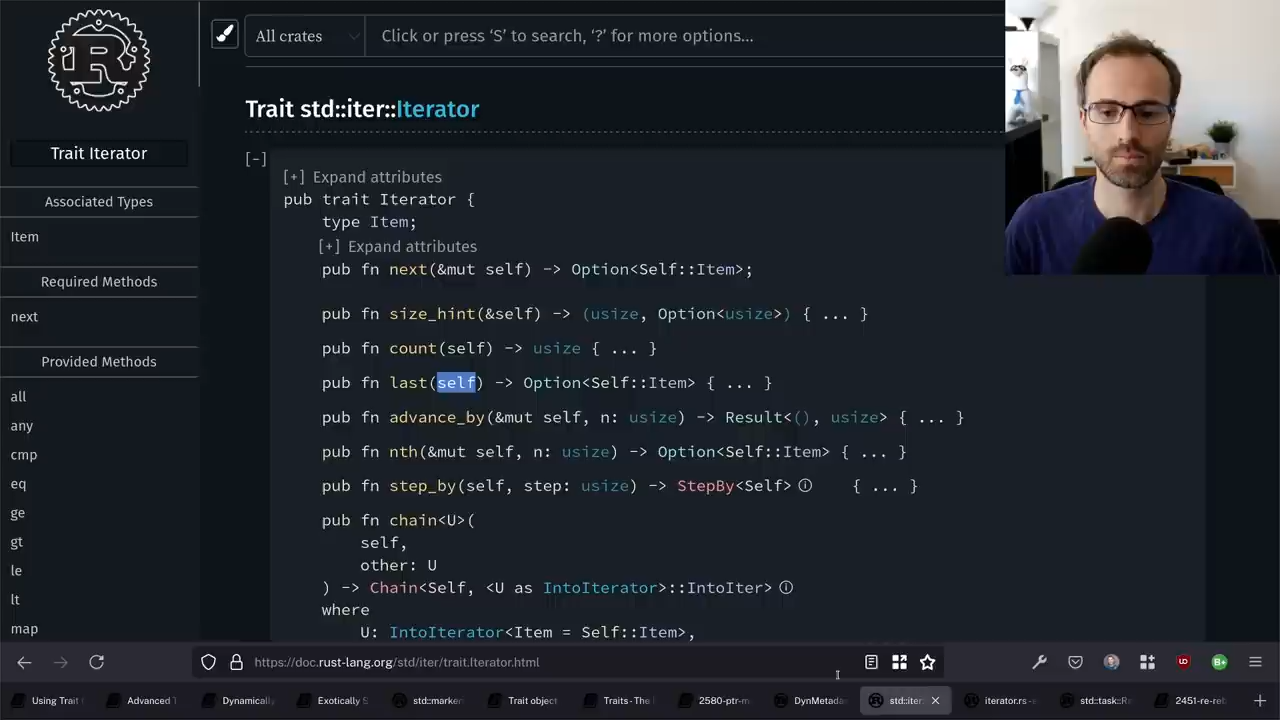 All crates
Click or press ‘S’ to search, ‘?’ for more options…
Trait std::iter::Iterator
Trait Iterator
Associated Types
Item
Required Methods
next
Provided Methods
all
any
cmp
eq
ge
gt
le
lt
map
[-]
[+] Expand attributes
pub trait Iterator {
type Item;
[+] Expand attributes
pub fn next(&mut self) -> Option<Self::Item>;
pub fn size_hint(&self) -> (usize, Option<usize>) { ... }
pub fn count(self) -> usize { ... }
pub fn last(self) -> Option<Self::Item> { ... }
pub fn advance_by(&mut self, n: usize) -> Result<(), usize> { ... }
pub fn nth(&mut self, n: usize) -> Option<Self::Item> { ... }
pub fn step_by(self, step: usize) -> StepBy<Self> ⓘ { ... }
pub fn chain<U>(
self,
other: U
) -> Chain<Self, <U as IntoIterator>::IntoIter> ⓘ
where
U: IntoIterator<Item = Self::Item>,
https://doc.rust-lang.org/std/iter/trait.Iterator.html
Using Trait
Advanced T
Dynamically
Exotically S
std::marker
Trait object
Traits - The
2580-ptr-m
DynMetada
std::iter
iterator.rs -
std::task::R
2451-re-reb